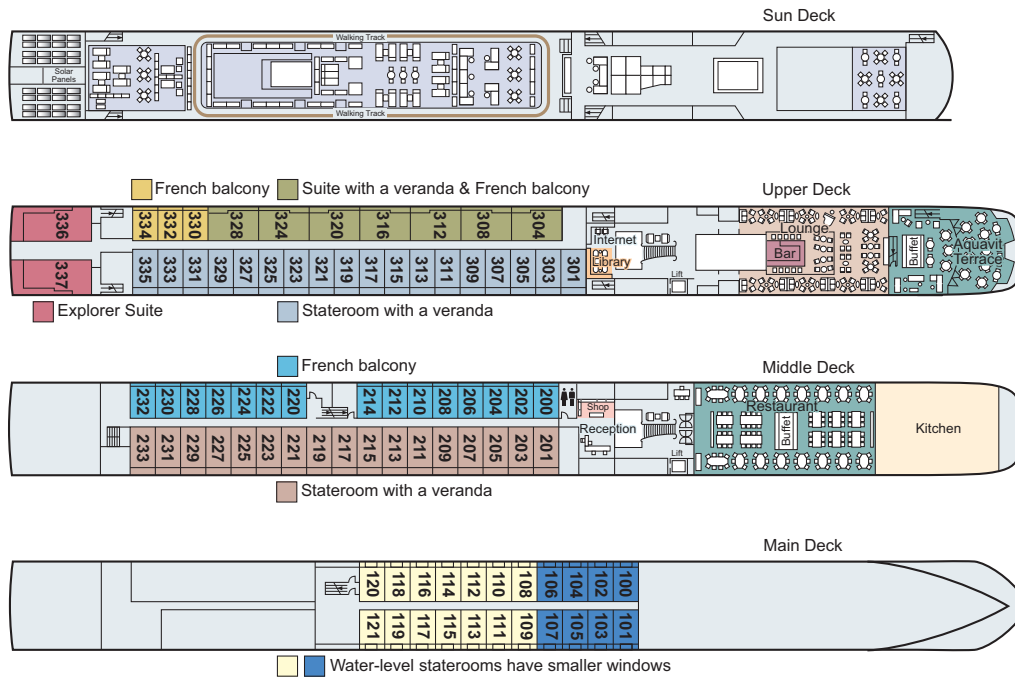 Sun Deck
Walking Track
Solar
Panels
Walking Track
French balcony
Suite with a veranda & French balcony
Upper Deck
336
334
332
330
328
324
320
316
312
308
304
Internet
Library
Lounge
Bar
Buffet
Aquavit
Terrace
337
335
333
331
329
327
325
323
321
319
317
315
313
311
309
307
305
303
301
Lift
Explorer Suite
Stateroom with a veranda
French balcony
Middle Deck
232
230
228
226
224
222
220
214
212
210
208
206
204
202
200
Shop
Reception
Restaurant
Buffet
Kitchen
233
231
229
227
225
223
221
219
217
215
213
211
209
207
205
203
201
Lift
Stateroom with a veranda
Main Deck
120
118
116
114
112
110
108
106
104
102
100
121
119
117
115
113
111
109
107
105
103
101
Water-level staterooms have smaller windows